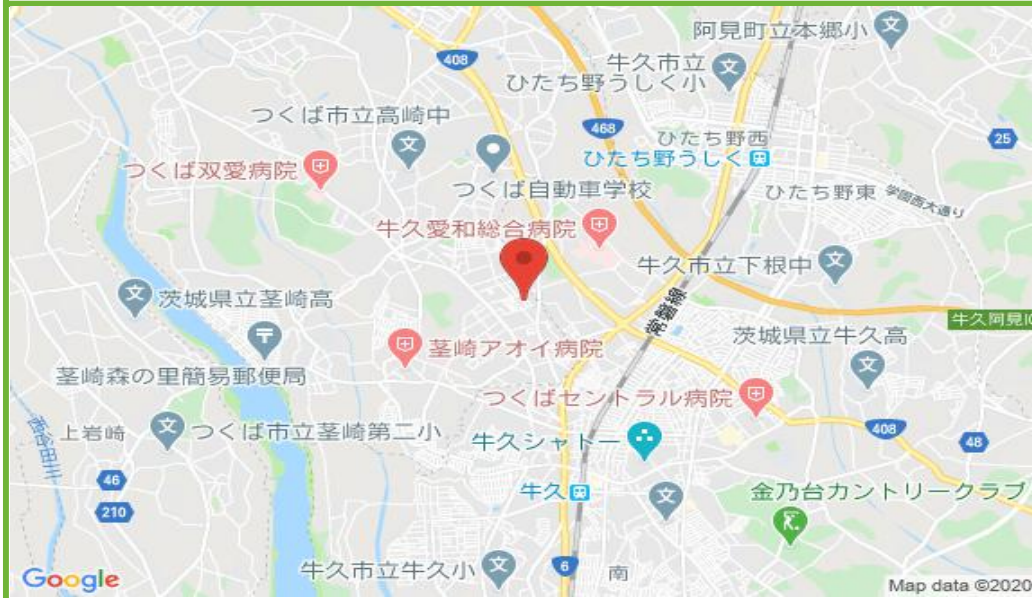 阿見町立本郷小
408
牛久市立
ひたち野うしく小
つくば市立高崎中
468
ひたち野西
25
ひたち野うしく
つくば双愛病院
つくば自動車学校
ひたち野東
学園西大通り
牛久愛和総合病院
牛久市立下根中
茨城県立茎崎高
常磐線
牛久阿見IC
茨城県立牛久高
茎崎アオイ病院
茎崎森の里簡易郵便局
つくばセントラル病院
上岩崎
つくば市立茎崎第二小
408
牛久シャトー
48
46
牛久
金乃台カントリークラブ
210
牛久市立牛久小
6
南
Google
Map data ©2020